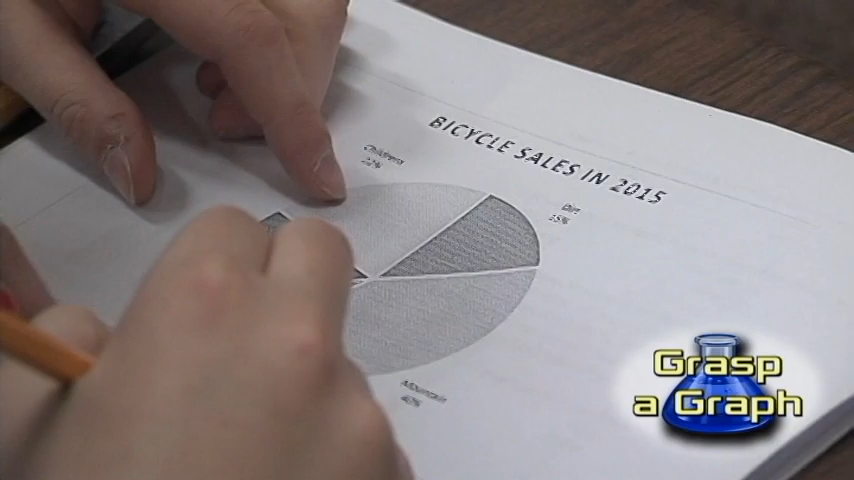 BICYCLE SALES IN 2015
Childrens
22%
Dirt
15%
Mountain
40%
Grasp
a Graph